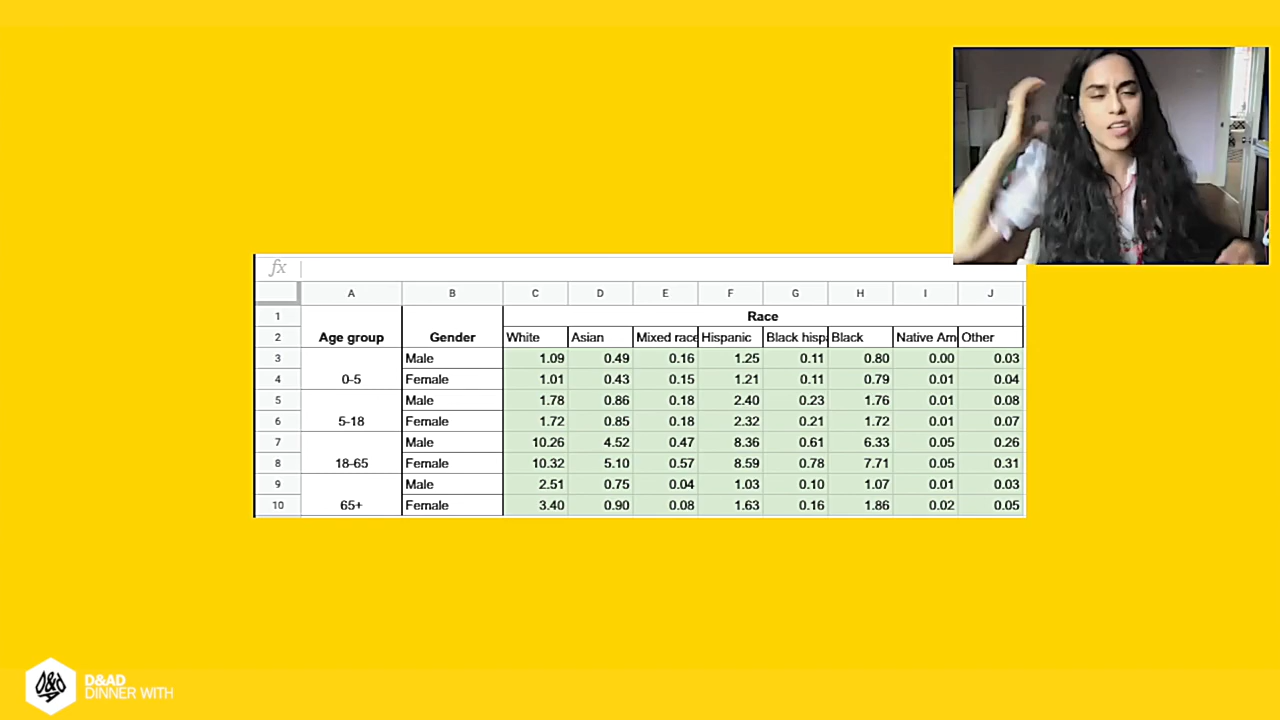 fx
A B C D E F G H I J
1 Race
2 Age group Gender White Asian Mixed race Hispanic Black hisp Black Native Am Other
3 Male 1.09 0.49 0.16 1.25 0.11 0.80 0.00 0.03
4 0-5 Female 1.01 0.43 0.15 1.21 0.11 0.79 0.01 0.04
5 Male 1.78 0.86 0.18 2.40 0.23 1.76 0.01 0.08
6 5-18 Female 1.72 0.85 0.18 2.32 0.21 1.72 0.01 0.07
7 Male 10.26 4.52 0.47 8.36 0.61 6.33 0.05 0.26
8 18-65 Female 10.32 5.10 0.57 8.59 0.78 7.71 0.05 0.31
9 Male 2.51 0.75 0.04 1.03 0.10 1.07 0.01 0.03
10 65+ Female 3.40 0.90 0.08 1.63 0.16 1.86 0.02 0.05
D&AD
D&AD
DINNER WITH